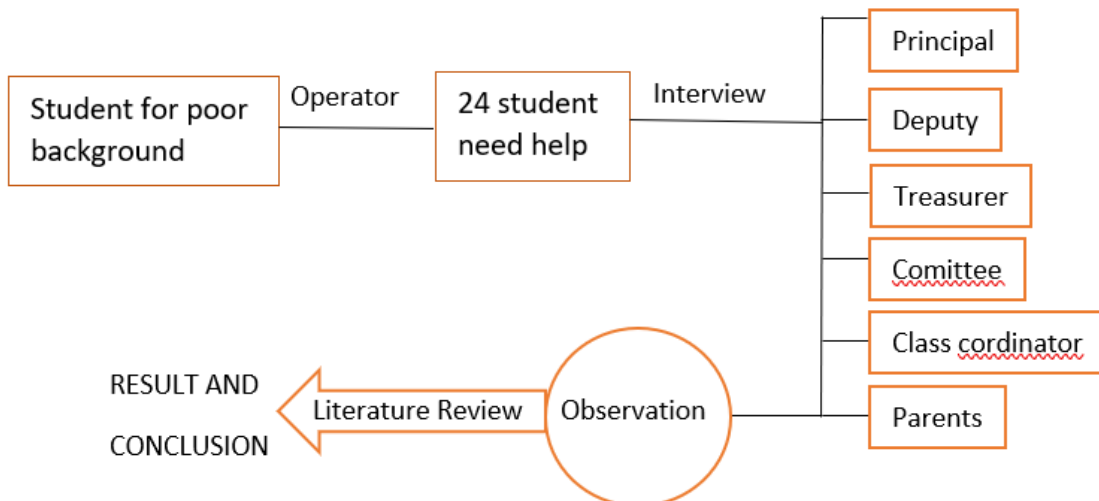 Student for poor
background
Operator
24 student
need help
Interview
Principal
Deputy
Treasurer
Comittee
Class cordinator
Parents
Observation
Literature Review
RESULT AND
CONCLUSION